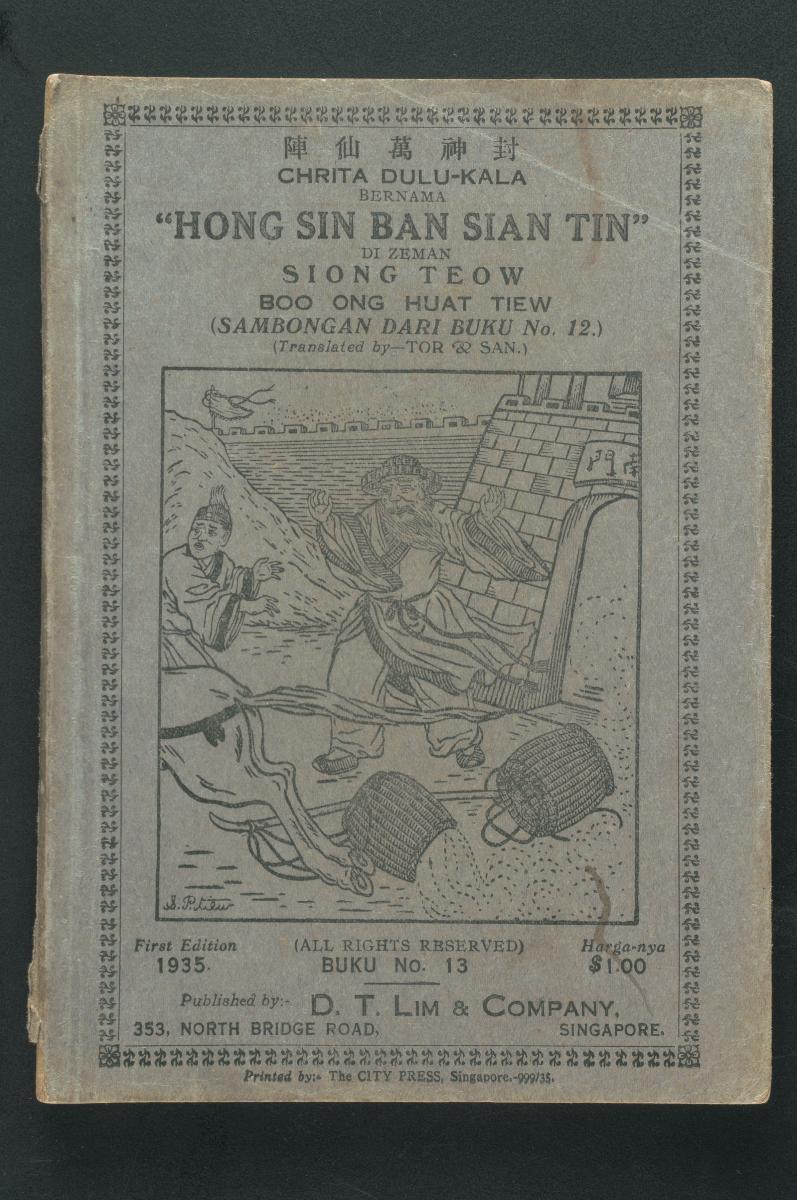 陣仙萬神封
CHRITA DULU-KALA
BERNAMA
“HONG SIN BAN SIAN TIN”
DI ZEMAN
SIONG TEOW
BOO ONG HUAT TIEW
(SAMBONGAN DARI BUKU No. 12.)
(Translated by—TOR & SAN.)
門南
S. P. tiew
First Edition (ALL RIGHTS RESERVED) Harga-nya
1935. BUKU No. 13 $1.00
Published by:- D. T. LIM & COMPANY,
353, NORTH BRIDGE ROAD, SINGAPORE.
Printed by:- The CITY PRESS, Singapore.-999/35.